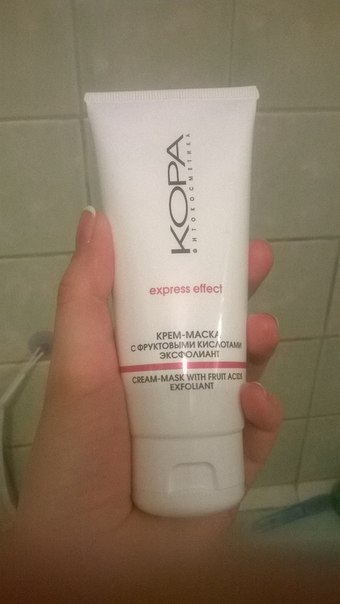 КОРА
ФИТОКОСМЕТИКА
express effect
КРЕМ-МАСКА
С ФРУКТОВЫМИ КИСЛОТАМИ
ЭКСФОЛИАНТ
CREAM-MASK WITH FRUIT ACIDS
EXFOLIANT